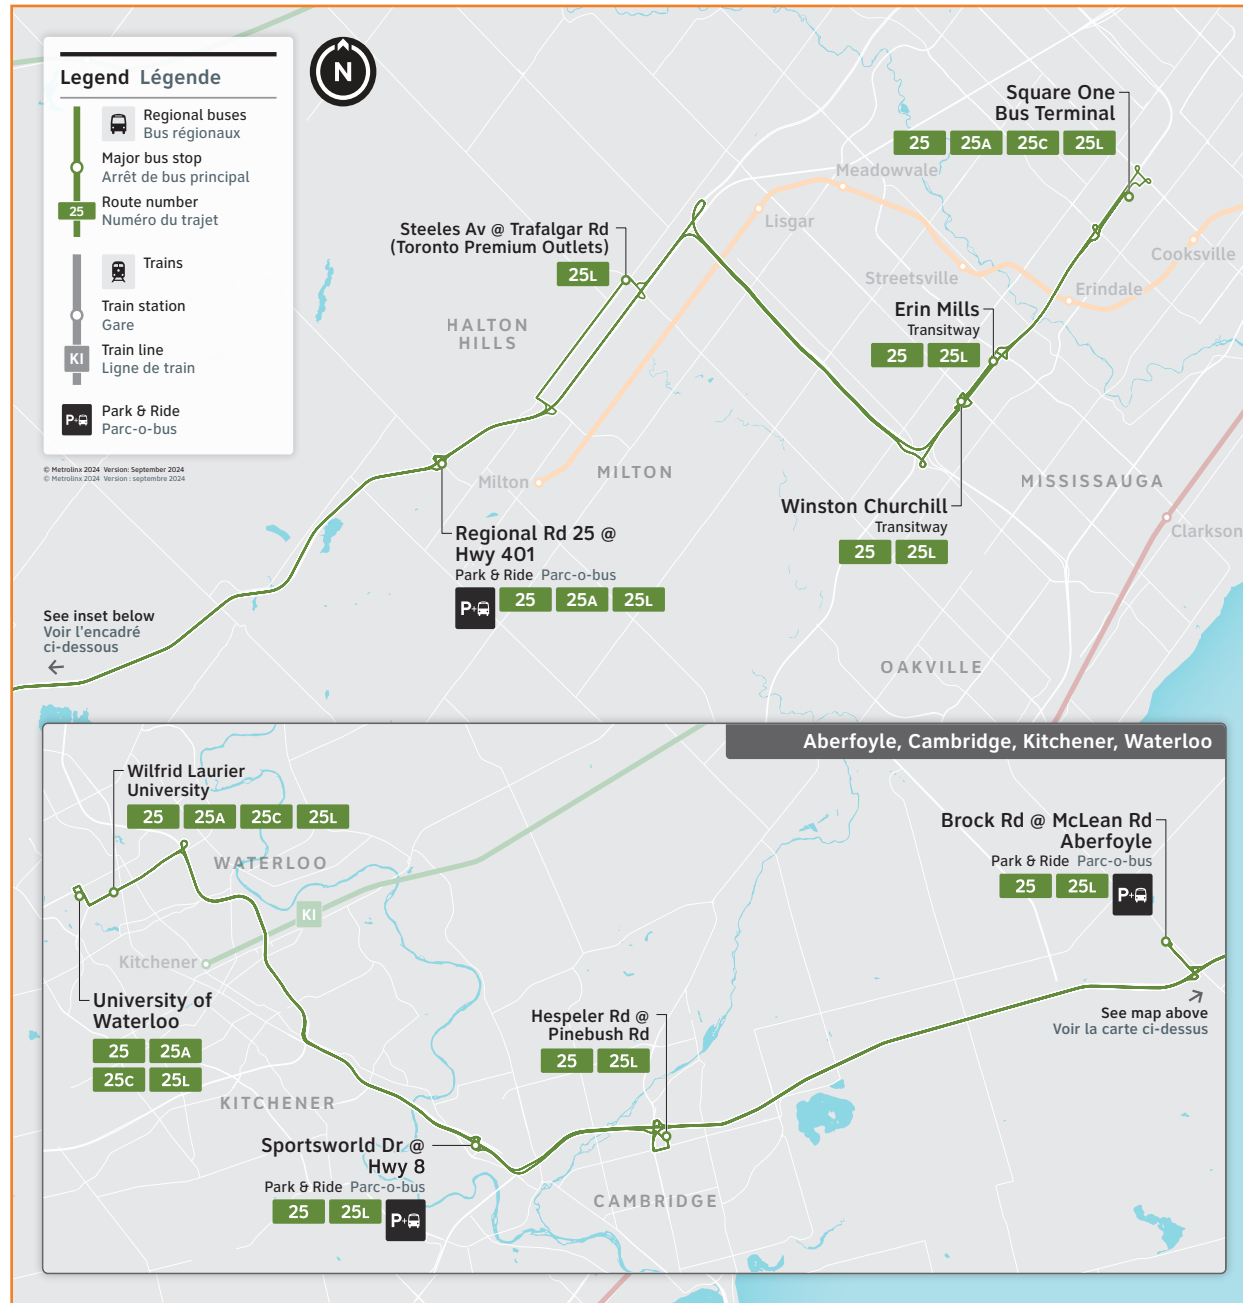 Legend Légende
Regional buses
Bus régionaux
Major bus stop
Arrêt de bus principal
25
Route number
Numéro du trajet
Trains
Train station
Gare
KI
Train line
Ligne de train
P+
Park & Ride
Parc-o-bus
© Metrolinx 2024 Version: September 2024
© Metrolinx 2024 Version : septembre 2024
N
Square One
Bus Terminal
25 25A 25C 25L
Meadowvale
Lisgar
Steeles Av @ Trafalgar Rd
(Toronto Premium Outlets)
25L
Cooksville
Streetsville
Erindale
Erin Mills
Transitway
25 25L
HALTON
HILLS
Milton
MILTON
MISSISSAUGA
Winston Churchill
Transitway
25 25L
Clarkson
Regional Rd 25 @
Hwy 401
Park & Ride Parc-o-bus
P+ 25 25A 25L
See inset below
Voir l'encadré
ci-dessous
OAKVILLE
Aberfoyle, Cambridge, Kitchener, Waterloo
Wilfrid Laurier
University
25 25A 25C 25L
WATERLOO
Brock Rd @ McLean Rd
Aberfoyle
Park & Ride Parc-o-bus
25 25L P+
KI
Kitchener
University of
Waterloo
25 25A
25C 25L
See map above
Voir la carte ci-dessus
Hespeler Rd @
Pinebush Rd
25 25L
KITCHENER
Sportsworld Dr @
Hwy 8
Park & Ride Parc-o-bus
25 25L P+
CAMBRIDGE